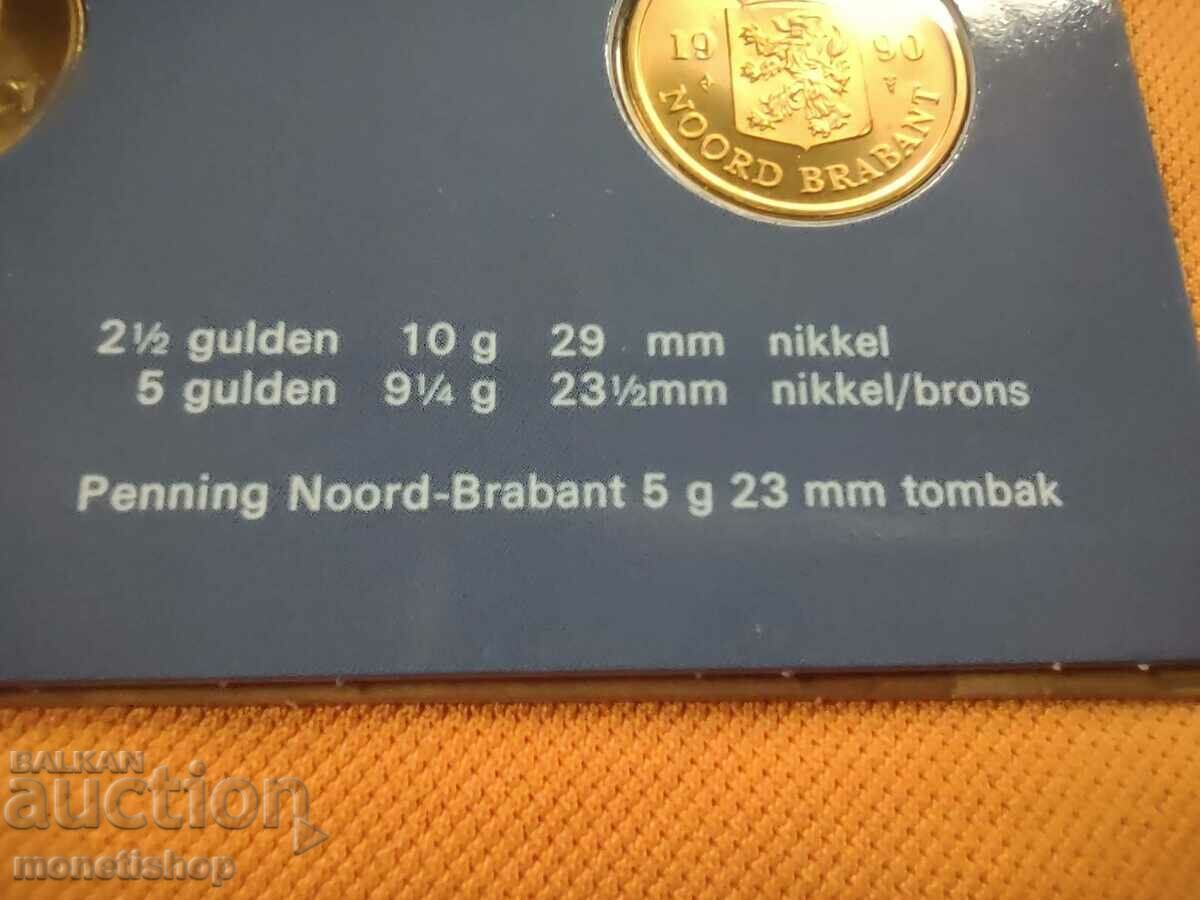 19 90
NOORD BRABANT
2½ gulden 10 g 29 mm nikkel
5 gulden 9¼ g 23½mm nikkel/brons
Penning Noord-Brabant 5 g 23 mm tombak
BALKAN
auction
monetishop